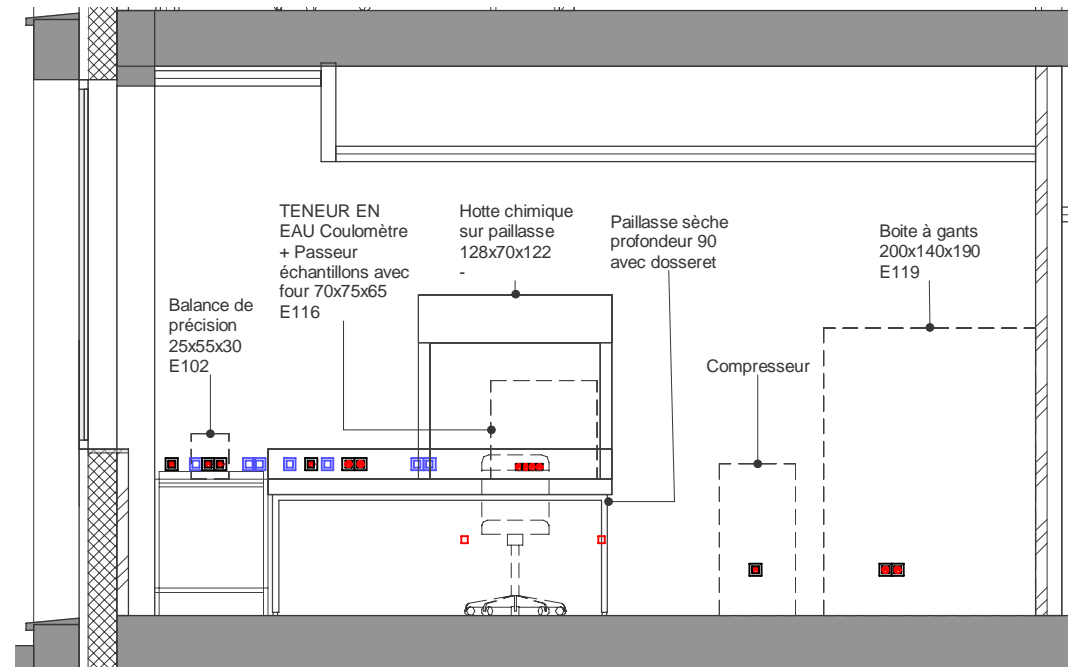 TENEUR EN
EAU Coulomètre
+ Passeur
échantillons avec
four 70x75x65
E116
Hotte chimique
sur paillasse
128x70x122
-
Paillasse sèche
profondeur 90
avec dosseret
Boite à gants
200x140x190
E119
Balance de
précision
25x55x30
E102
Compresseur